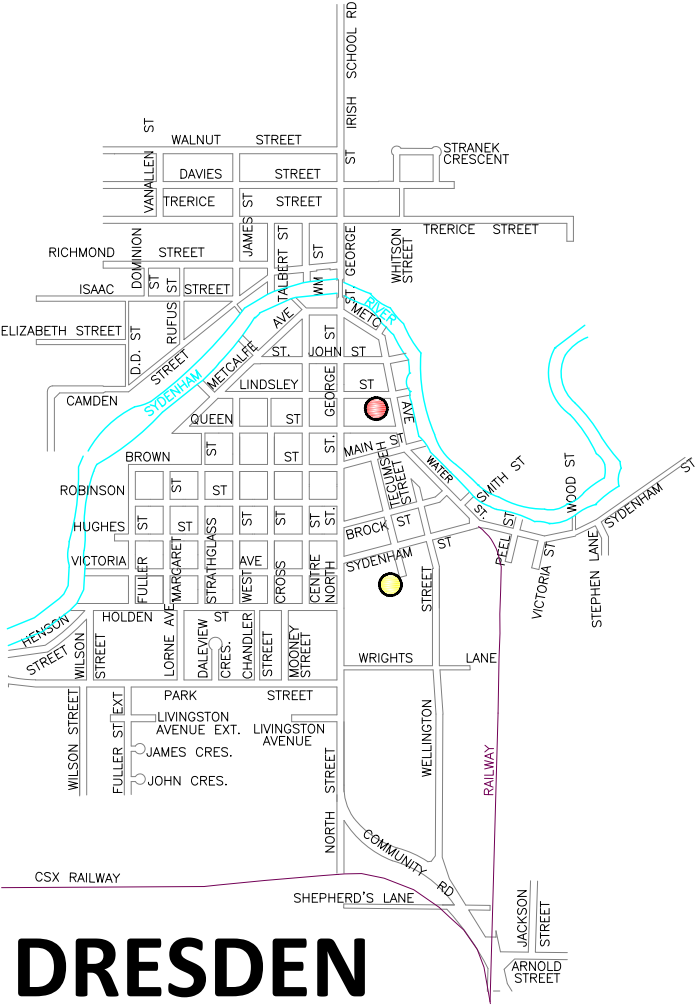 IRISH SCHOOL RD
WALNUT STREET
ST
STRANEK
CRESCENT
VANALLEN ST
DAVIES STREET
TRERICE STREET
TRERICE STREET
JAMES ST
TALBERT ST
WM ST
ST. GEORGE
WHITSON
STREET
RICHMOND STREET
DOMINION
ST
ISAAC STREET
RUFUS ST
RIVER
METCALFE AVE
ELIZABETH STREET
D.D. ST
CAMDEN STREET
SYDENHAM
ST. JOHN ST
LINDSLEY ST
ST. GEORGE ST
AVE
QUEEN ST
MAIN ST
BROWN ST
ST
TECUMSEH
STREET
WATER ST.
SMITH ST
WOOD ST
SYDENHAM ST
ROBINSON ST
ST
HUGHES ST
BROCK ST
PEEL ST
SYDENHAM ST
VICTORIA AVE
VICTORIA ST
STEPHEN LANE
FULLER ST
MARGARET
STRATHGLASS
WEST ST
CROSS ST
CENTRE ST
NORTH ST.
HOLDEN ST
HENSON
STREET
WILSON
STREET
LORNE AVE
DALEVIEW
CRES.
CHANDLER
STREET
MOONEY
STREET
STREET
WRIGHTS LANE
PARK STREET
WILSON STREET
FULLER ST EXT
LIVINGSTON
AVENUE EXT.
LIVINGSTON
AVENUE
JAMES CRES.
JOHN CRES.
NORTH STREET
WELLINGTON
RAILWAY
COMMUNITY RD
CSX RAILWAY
SHEPHERD'S LANE
JACKSON
STREET
ARNOLD
STREET
DRESDEN